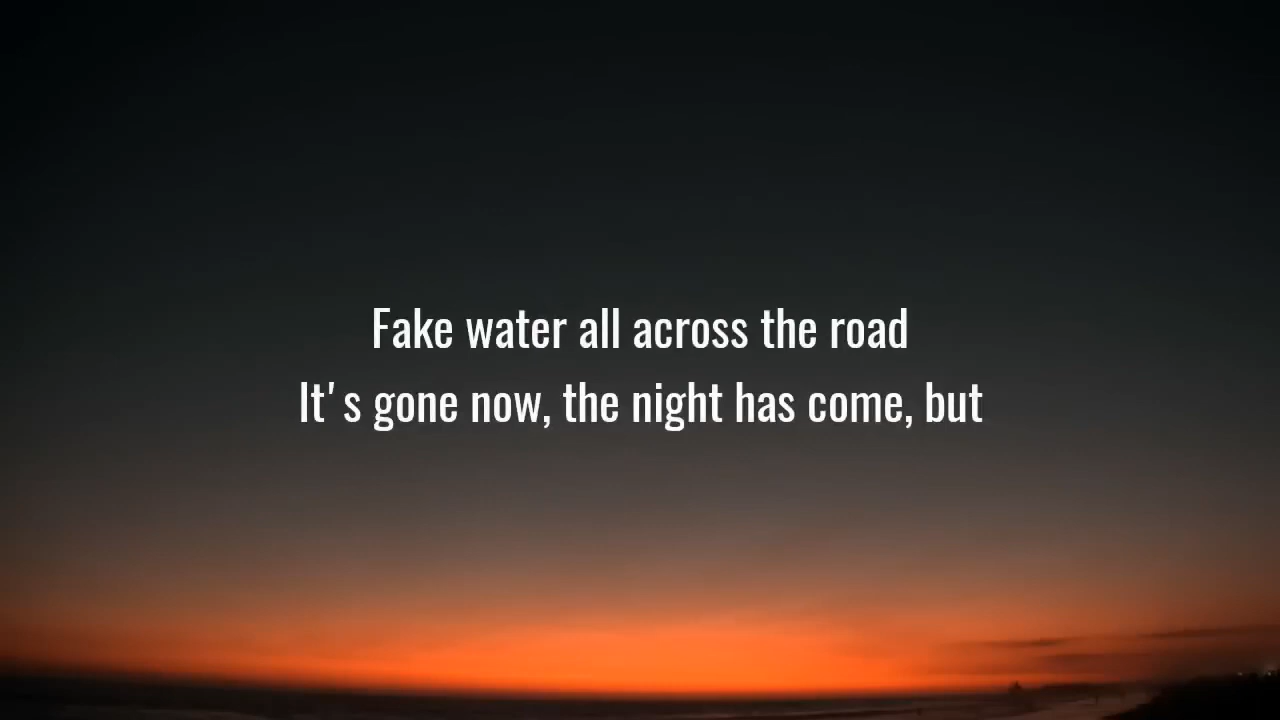 Fake water all across the road
It's gone now, the night has come, but